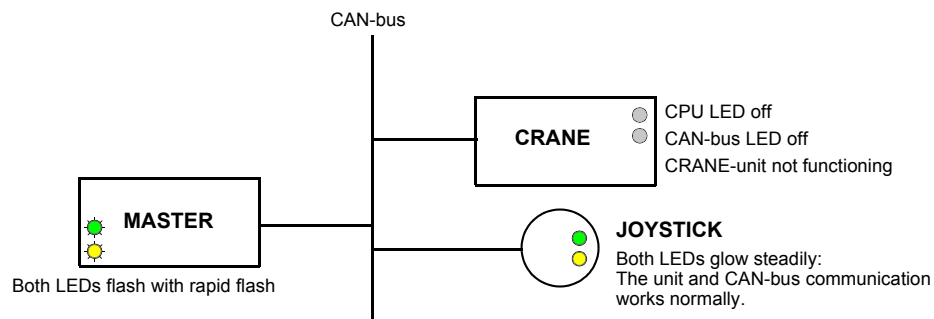 CAN-bus
CRANE
CPU LED off
CAN-bus LED off
CRANE-unit not functioning
MASTER
Both LEDs flash with rapid flash
JOYSTICK
Both LEDs glow steadily:
The unit and CAN-bus communication
works normally.